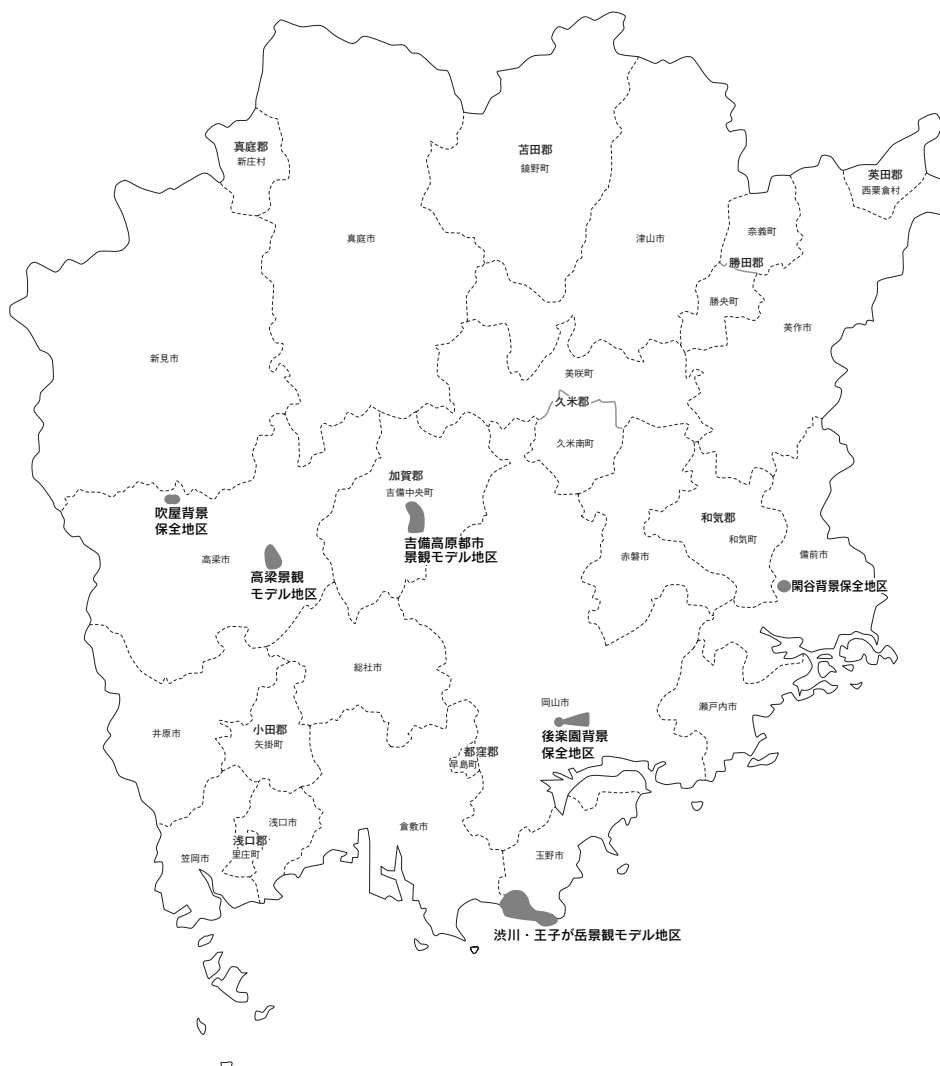 真庭郡
新庄村
苫田郡
鏡野町
英田郡
西粟倉村
真庭市
津山市
奈義町
勝田郡
勝央町
美作市
新見市
美咲町
久米郡
久米南町
加賀郡
吉備中央町
吹屋背景
保全地区
和気郡
和気町
吉備高原都市
景観モデル地区
高梁市
高梁景観
モデル地区
赤磐市
備前市
閑谷背景保全地区
総社市
岡山市
瀬戸内市
井原市
小田郡
矢掛町
後楽園背景
保全地区
都窪郡
早島町
浅口市
倉敷市
浅口郡
里庄町
笠岡市
玉野市
渋川・王子が岳景観モデル地区